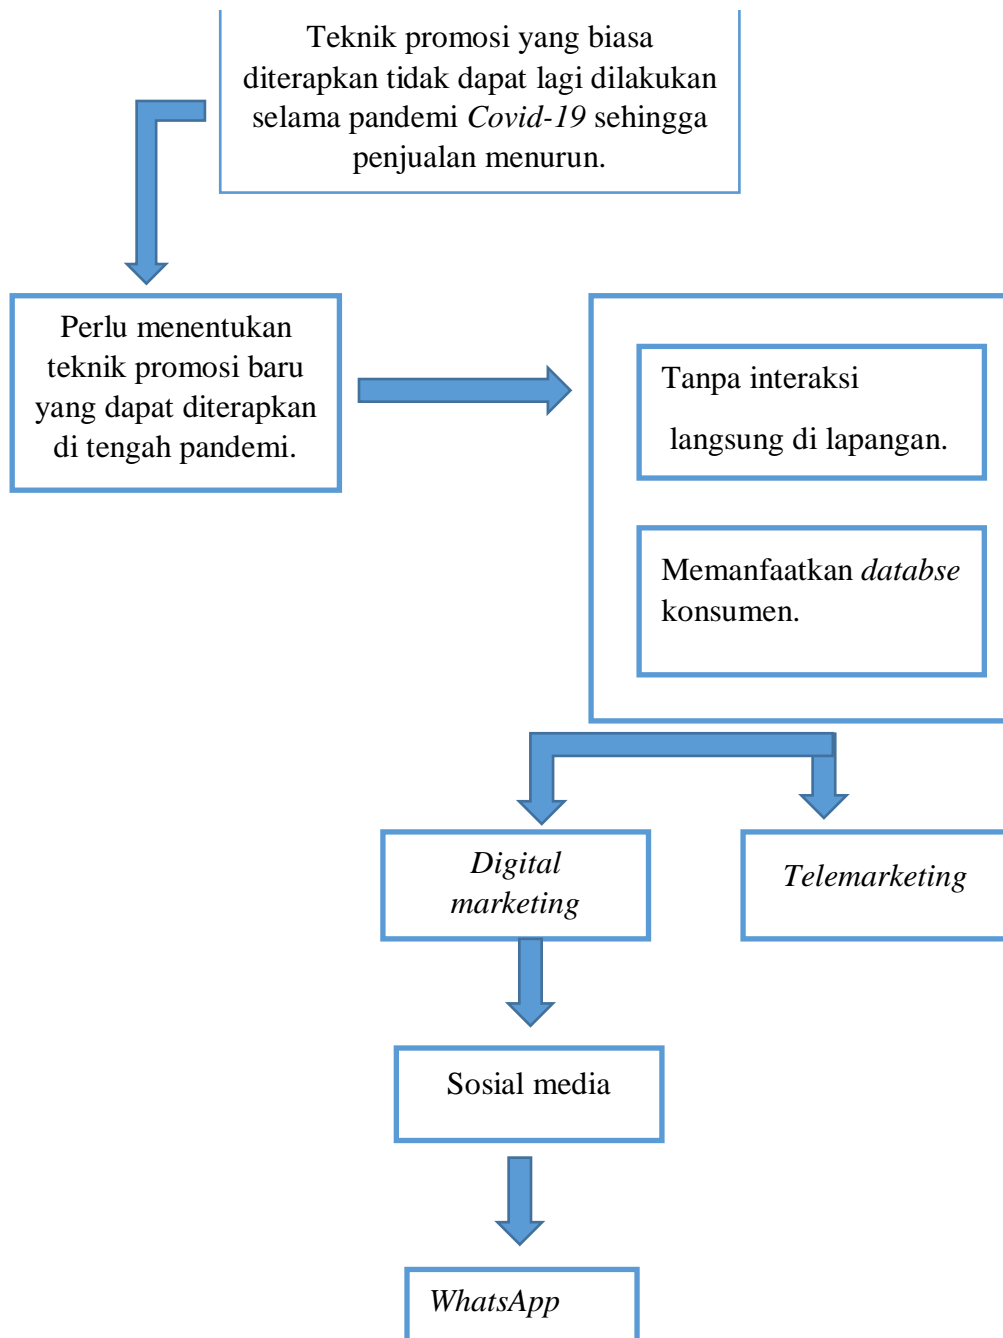 Teknik promosi yang biasa
diterapkan tidak dapat lagi dilakukan
selama pandemi Covid-19 sehingga
penjualan menurun.
Perlu menentukan
teknik promosi baru
yang dapat diterapkan
di tengah pandemi.
Tanpa interaksi
langsung di lapangan.
Memanfaatkan databse
konsumen.
Digital
marketing
Telemarketing
Sosial media
WhatsApp